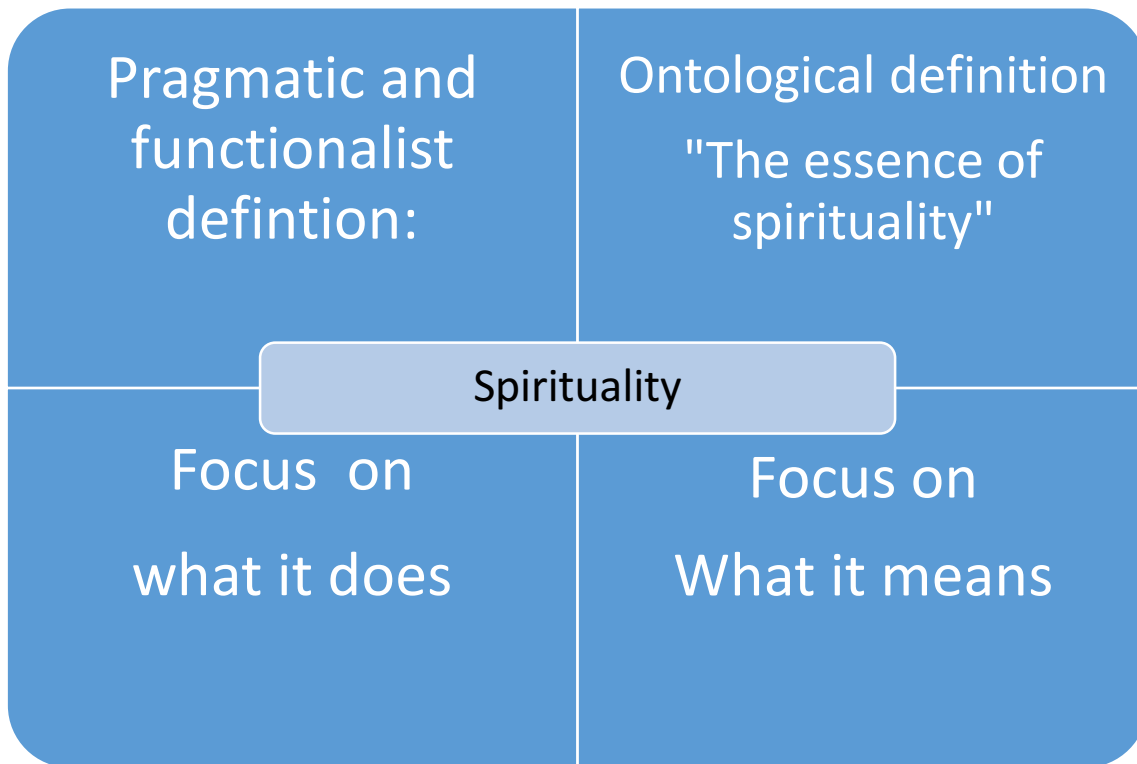 Pragmatic and
functionalist
defintion:
Ontological definition
"The essence of
spirituality"
Spirituality
Focus on
what it does
Focus on
What it means